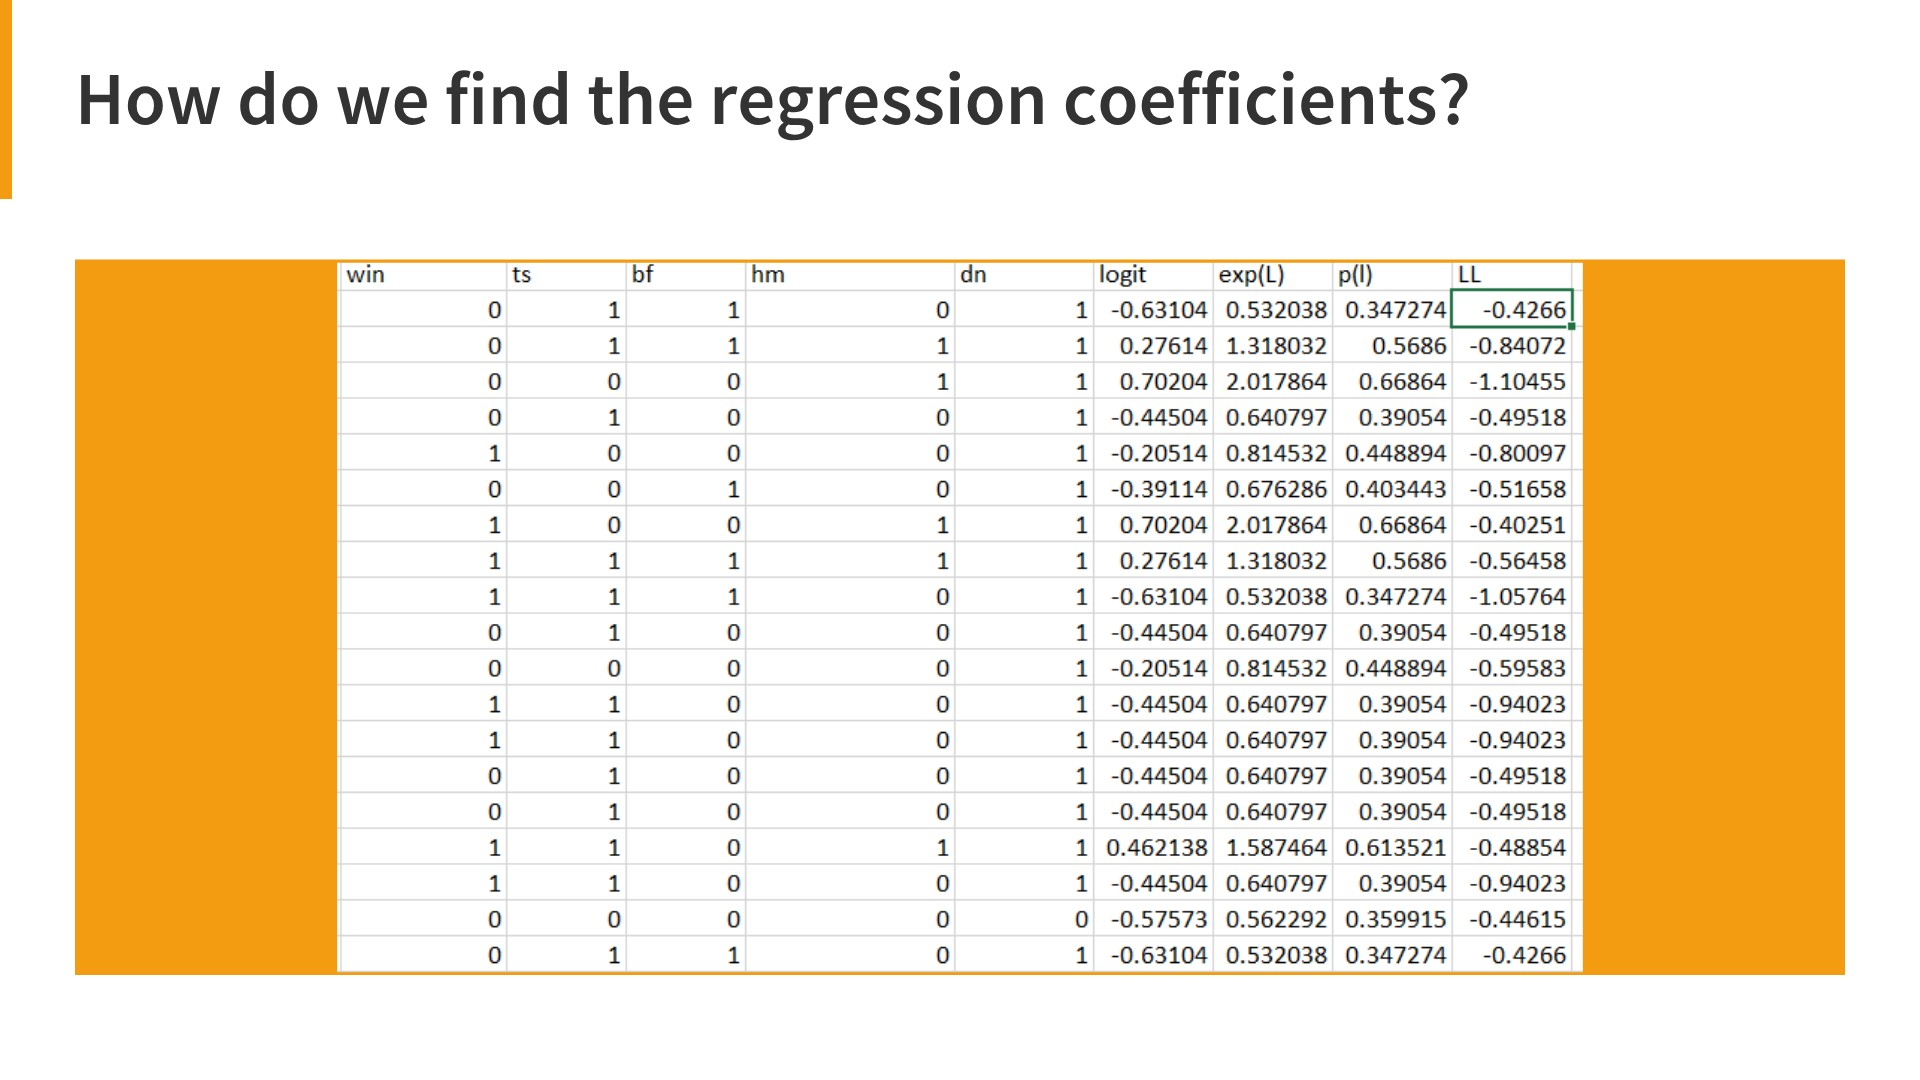 How do we find the regression coefficients?
win ts bf hm dn logit exp(L) p(l) LL
0 1 1 0 1 -0.63104 0.532038 0.347274 -0.4266
0 1 1 1 1 0.27614 1.318032 0.5686 -0.84072
0 0 0 1 1 0.70204 2.017864 0.66864 -1.10455
0 1 0 0 1 -0.44504 0.640797 0.39054 -0.49518
1 0 0 0 1 -0.20514 0.814532 0.448894 -0.80097
0 0 1 0 1 -0.39114 0.676286 0.403443 -0.51658
1 0 0 1 1 0.70204 2.017864 0.66864 -0.40251
1 1 1 1 1 0.27614 1.318032 0.5686 -0.56458
1 1 1 0 1 -0.63104 0.532038 0.347274 -1.05764
0 1 0 0 1 -0.44504 0.640797 0.39054 -0.49518
0 0 0 0 1 -0.20514 0.814532 0.448894 -0.59583
1 1 0 0 1 -0.44504 0.640797 0.39054 -0.94023
1 1 0 0 1 -0.44504 0.640797 0.39054 -0.94023
0 1 0 0 1 -0.44504 0.640797 0.39054 -0.49518
0 1 0 0 1 -0.44504 0.640797 0.39054 -0.49518
1 1 0 1 1 0.462138 1.587464 0.613521 -0.48854
1 1 0 0 1 -0.44504 0.640797 0.39054 -0.94023
0 0 0 0 0 -0.57573 0.562292 0.359915 -0.44615
0 1 1 0 1 -0.63104 0.532038 0.347274 -0.4266